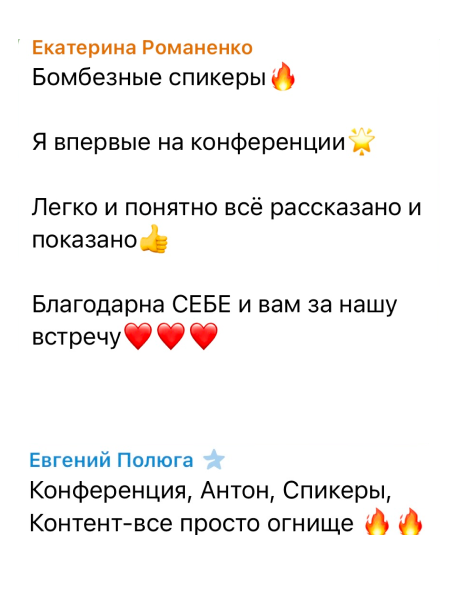 Екатерина Романенко
Бомбезные спикеры🔥
Я впервые на конференции🌟
Легко и понятно всё рассказано и
показано👍
Благодарна СЕБЕ и вам за нашу
встречу❤️❤️❤️
Евгений Полюга
Конференция, Антон, Спикеры,
Контент-все просто огнище 🔥🔥